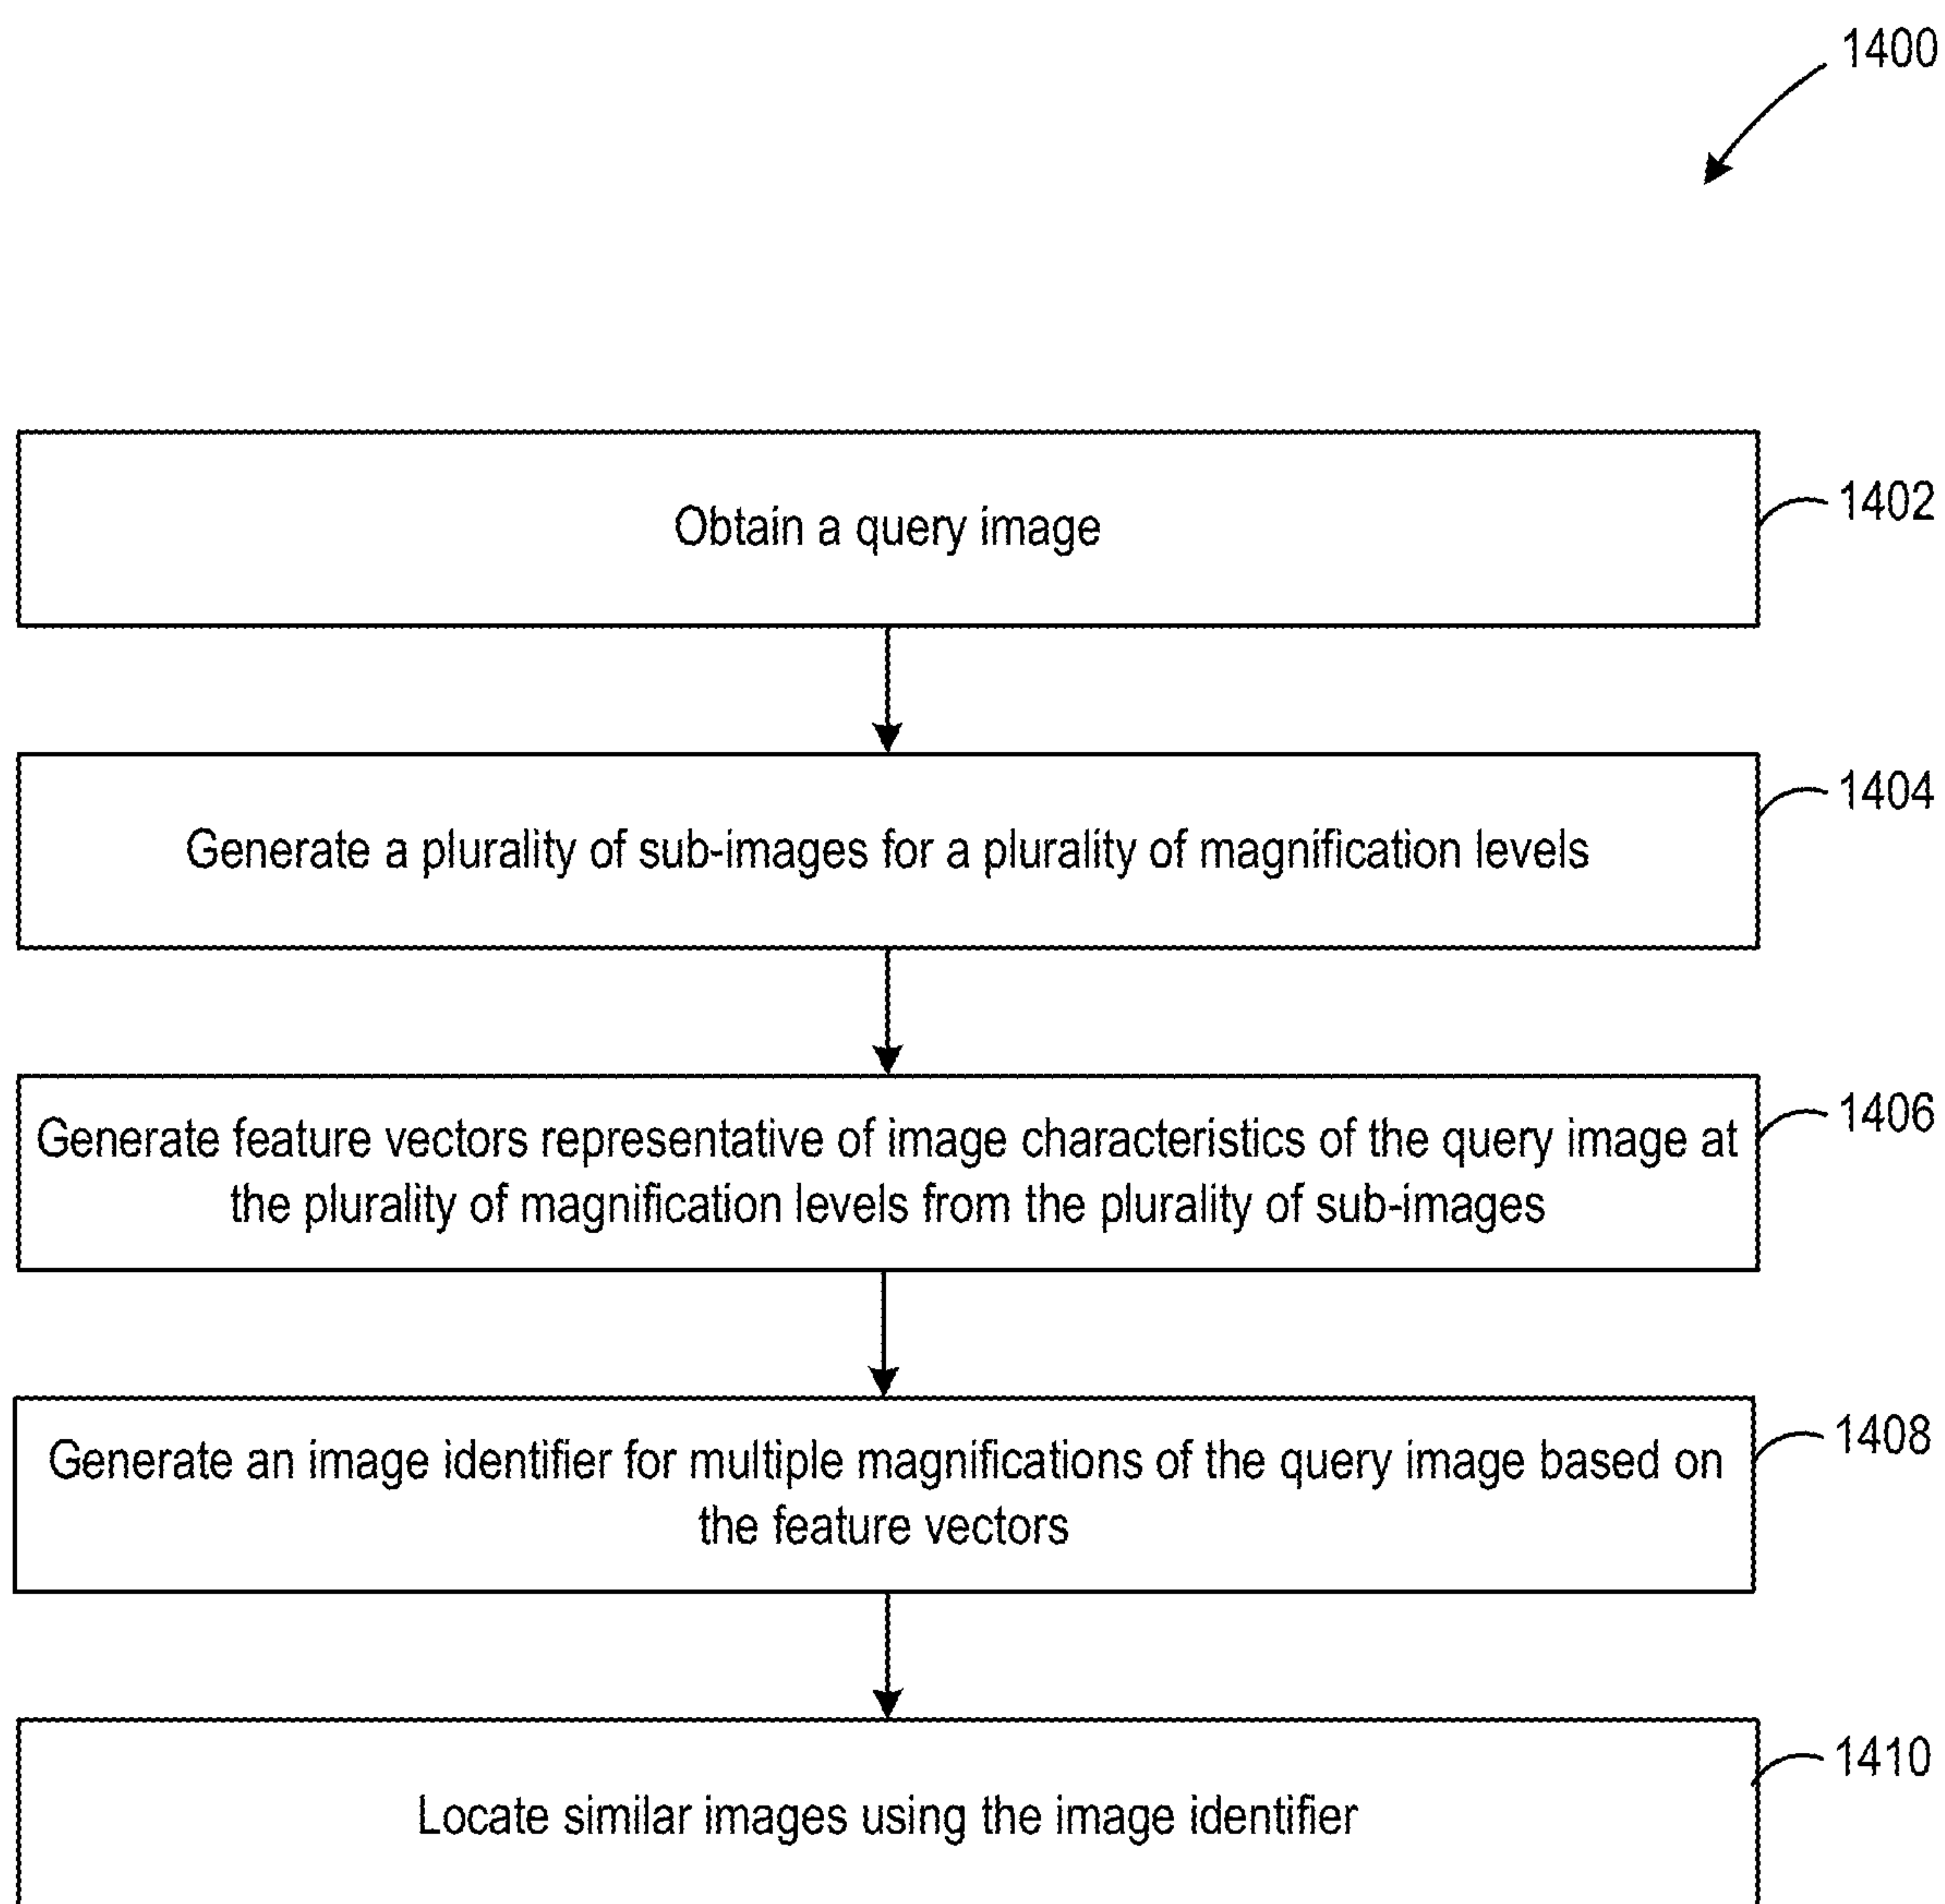 1400
Obtain a query image
1402
Generate a plurality of sub-images for a plurality of magnification levels
1404
Generate feature vectors representative of image characteristics of the query image at
the plurality of magnification levels from the plurality of sub-images
1406
Generate an image identifier for multiple magnifications of the query image based on
the feature vectors
1408
Locate similar images using the image identifier
1410